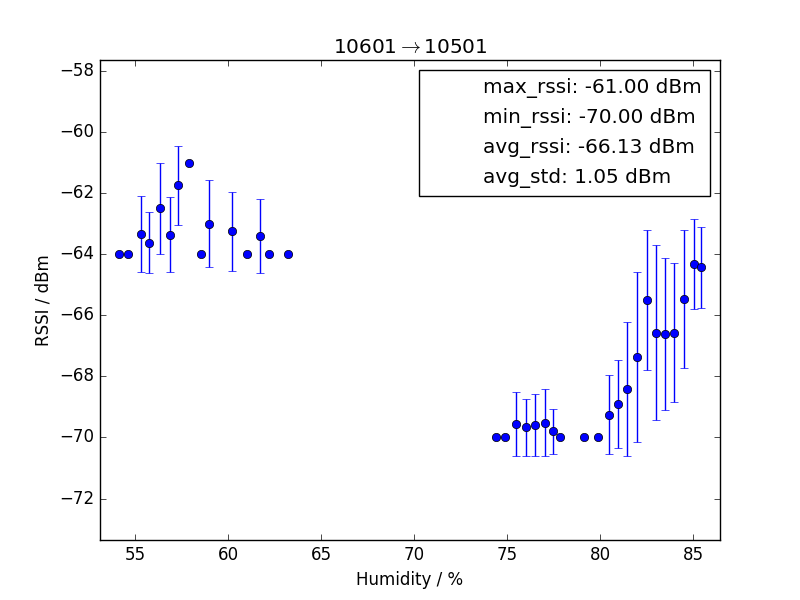 10601→10501
max_rssi: -61.00 dBm
min_rssi: -70.00 dBm
avg_rssi: -66.13 dBm
avg_std: 1.05 dBm
−58
−60
−62
−64
−66
−68
−70
−72
RSSI / dBm
55 60 65 70 75 80 85
Humidity / %